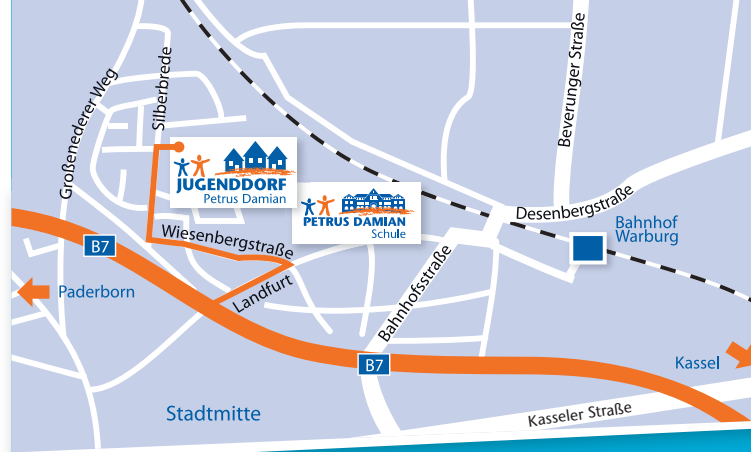 Großenederer Weg
Silberbrede
Beverunger Straße
JUGENDDORF
Petrus Damian
PETRUS DAMIAN
Schule
Desenbergstraße
Bahnhof
Warburg
Wiesenbergstraße
B7
Landfurt
Bahnhofsstraße
Paderborn
B7
Kassel
Stadtmitte
Kasseler Straße